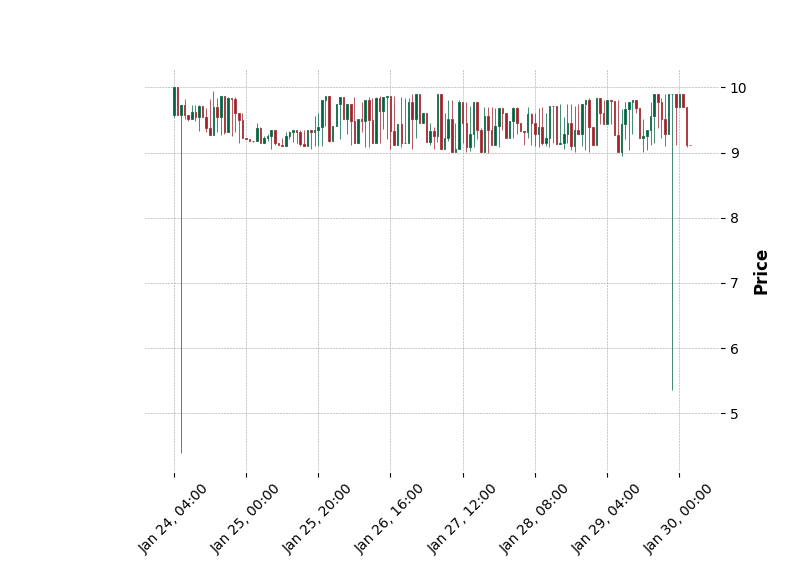 10
9
8
7
6
5
Price
Jan 24, 04:00
Jan 25, 00:00
Jan 25, 20:00
Jan 26, 16:00
Jan 27, 12:00
Jan 28, 08:00
Jan 29, 04:00
Jan 30, 00:00